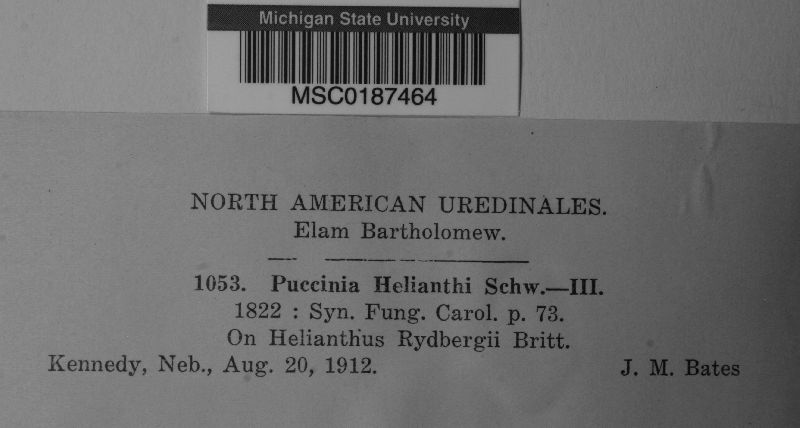 Michigan State University
MSC0187464
NORTH AMERICAN UREDINALES.
Elam Bartholomew.
1053. Puccinia Helianthi Schw.—III.
1822 : Syn. Fung. Carol. p. 73.
On Helianthus Rydbergii Britt.
Kennedy, Neb., Aug. 20, 1912. J. M. Bates